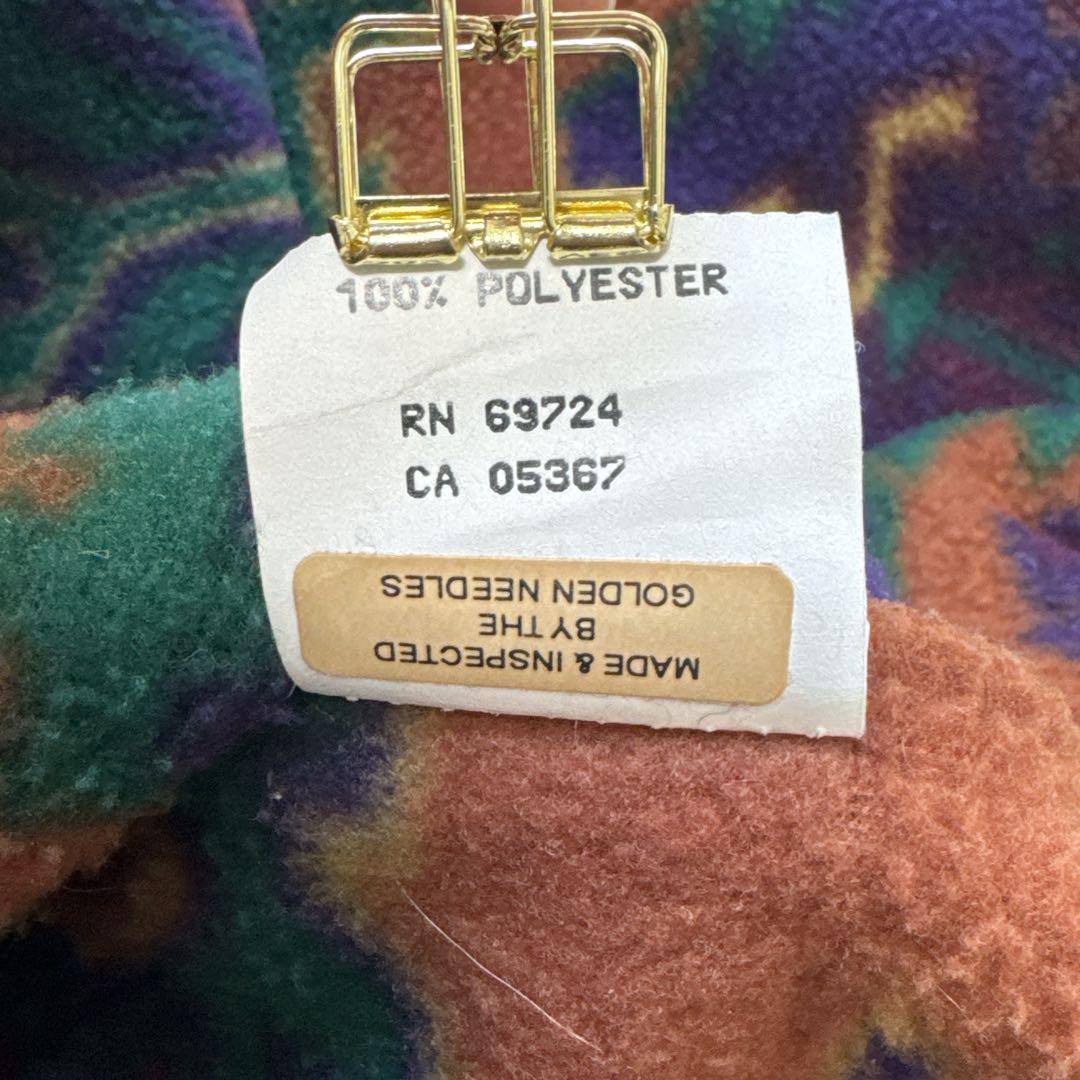 100% POLYESTER
RN 69724
CA 05367
MADE & INSPECTED
BY THE
GOLDEN NEEDLES